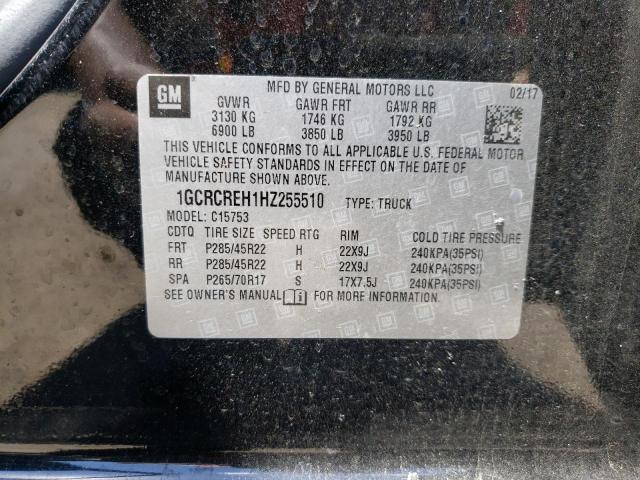 GM
MFD BY GENERAL MOTORS LLC 02/17
GVWR GAWR FRT GAWR RR
3130 KG 1746 KG 1792 KG
6900 LB 3850 LB 3950 LB
THIS VEHICLE CONFORMS TO ALL APPLICABLE U.S. FEDERAL MOTOR
VEHICLE SAFETY STANDARDS IN EFFECT ON THE DATE OF
MANUFACTURE SHOWN ABOVE.
1GCRCREH1HZ255510 TYPE: TRUCK
MODEL: C15753
CDTQ TIRE SIZE SPEED RTG RIM COLD TIRE PRESSURE
FRT P285/45R22 H 22X9J 240KPA(35PSI)
RR P285/45R22 H 22X9J 240KPA(35PSI)
SPA P265/70R17 S 17X7.5J 240KPA(35PSI)
SEE OWNER'S MANUAL FOR MORE INFORMATION.